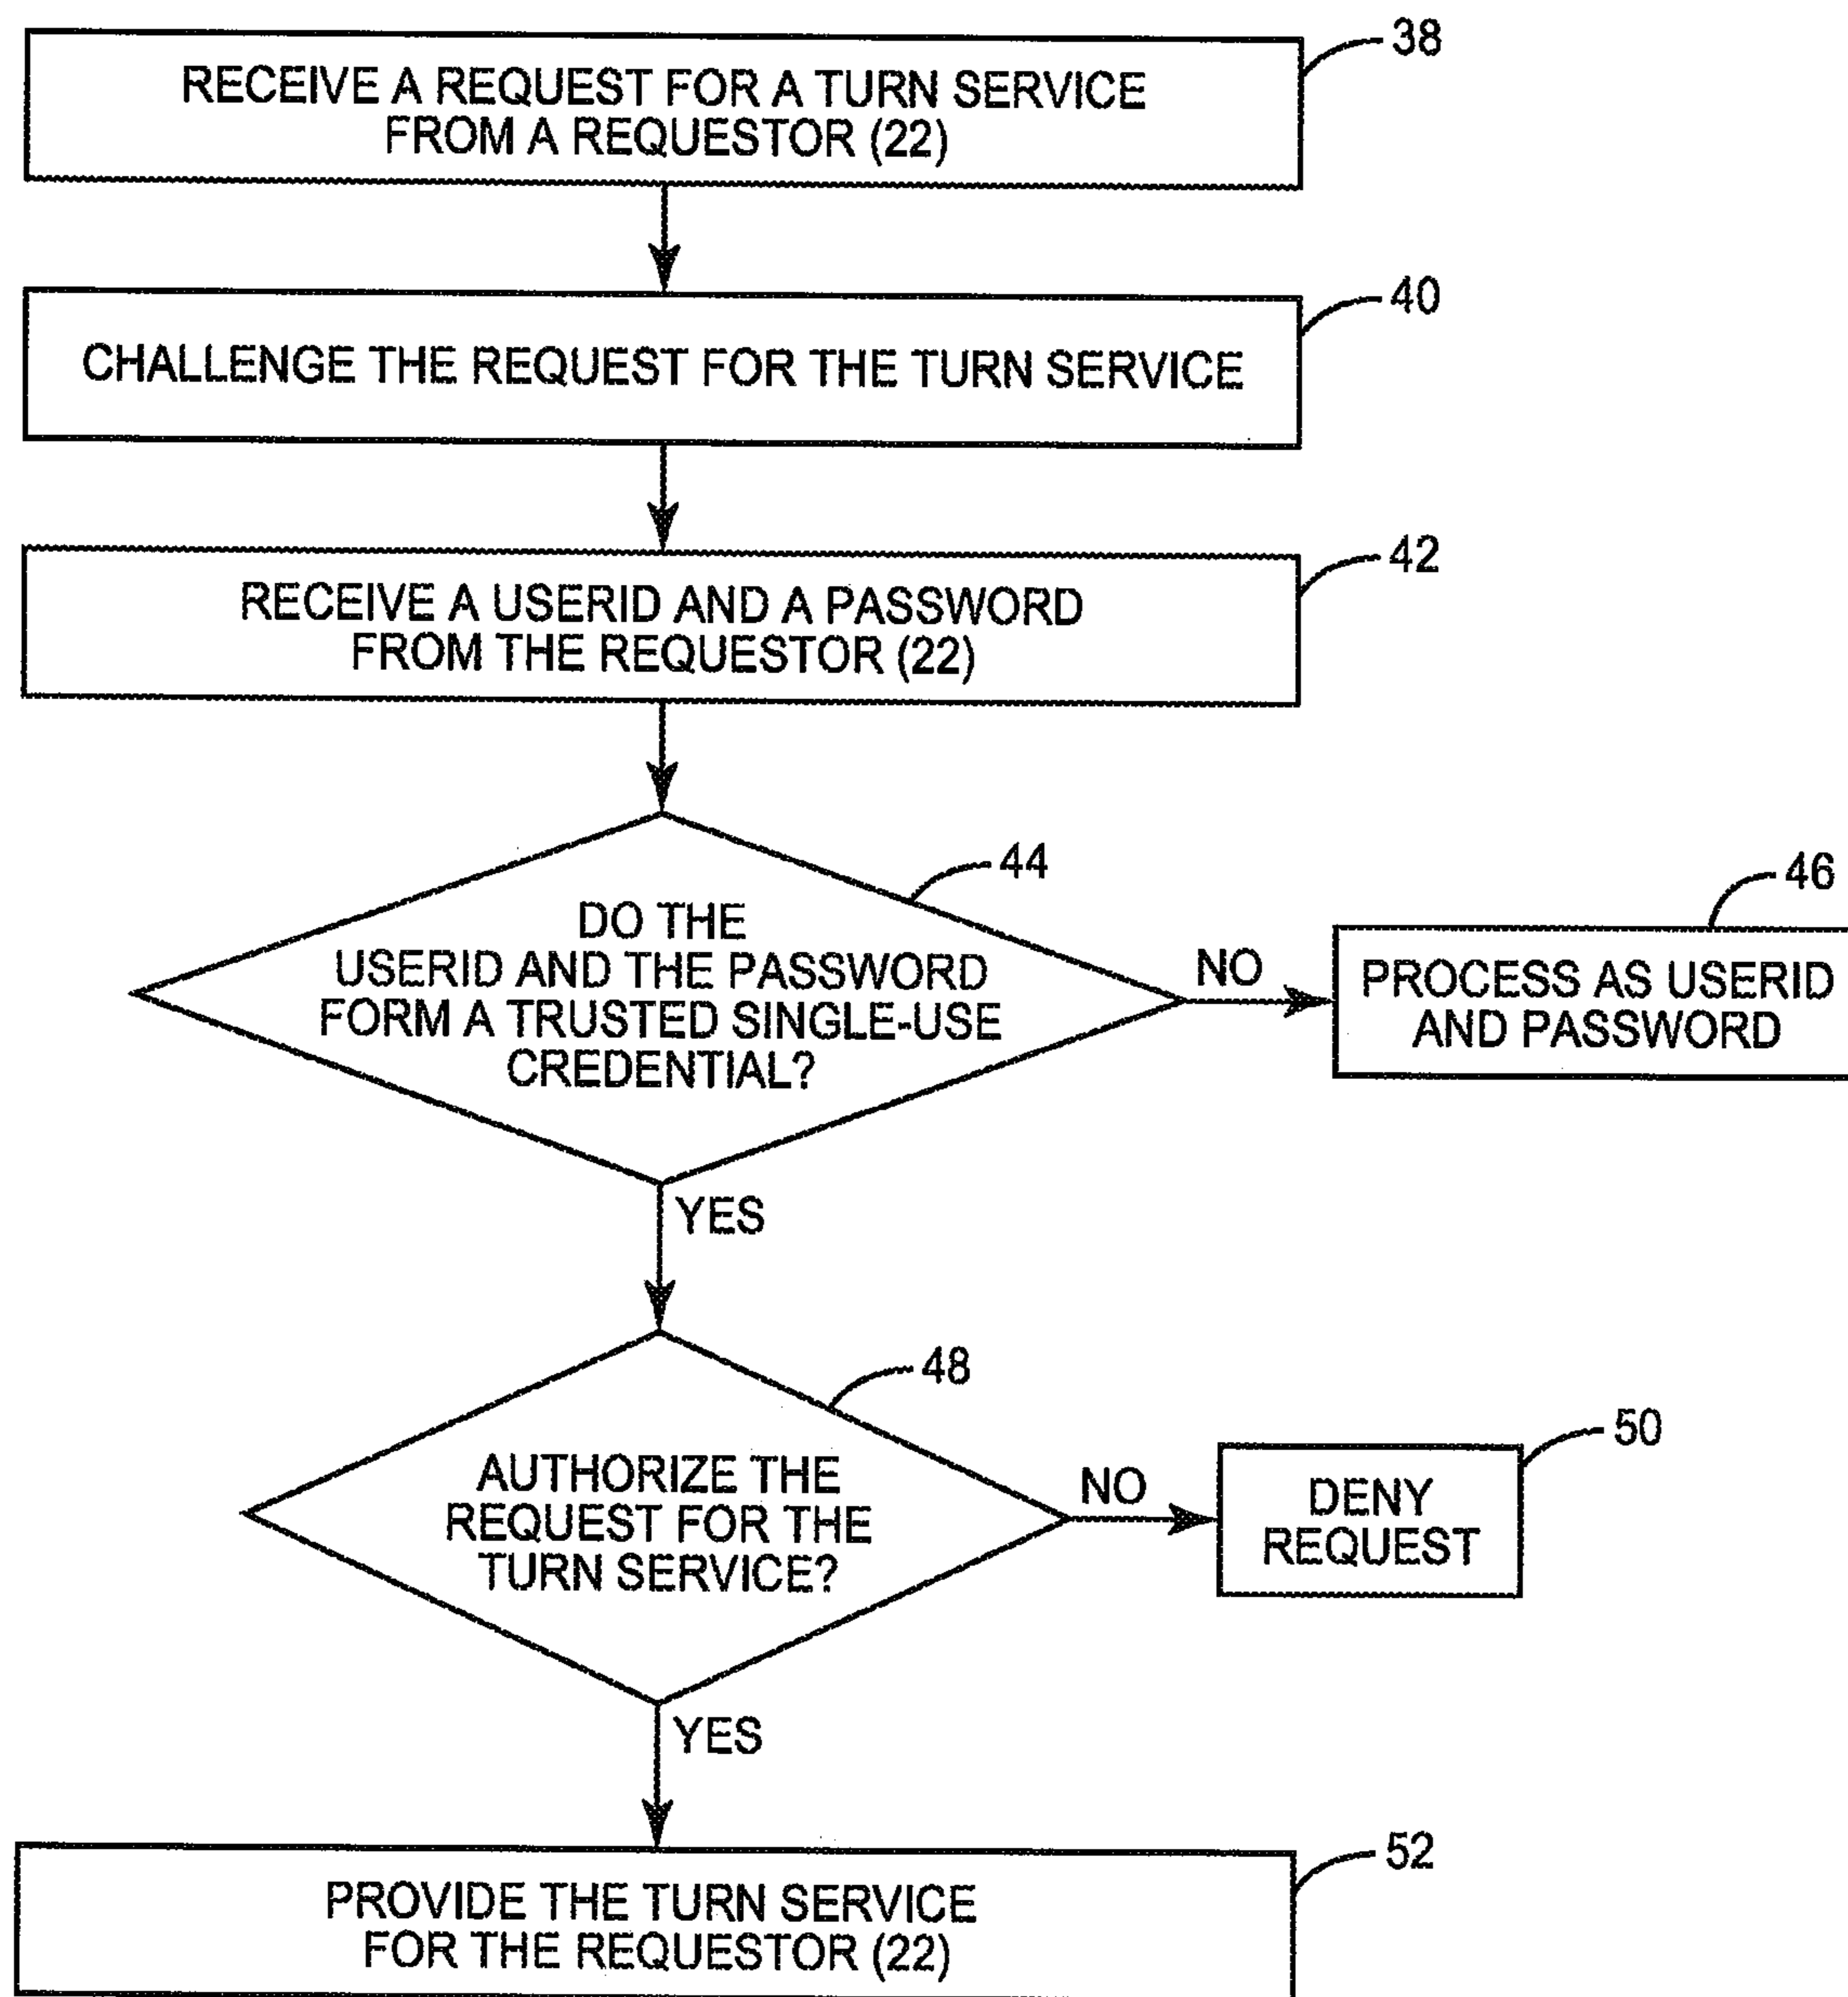 38
RECEIVE A REQUEST FOR A TURN SERVICE
FROM A REQUESTOR (22)
40
CHALLENGE THE REQUEST FOR THE TURN SERVICE
42
RECEIVE A USERID AND A PASSWORD
FROM THE REQUESTOR (22)
44
DO THE
USERID AND THE PASSWORD
FORM A TRUSTED SINGLE-USE
CREDENTIAL?
NO
46
PROCESS AS USERID
AND PASSWORD
YES
48
AUTHORIZE THE
REQUEST FOR THE
TURN SERVICE?
NO
50
DENY
REQUEST
YES
52
PROVIDE THE TURN SERVICE
FOR THE REQUESTOR (22)